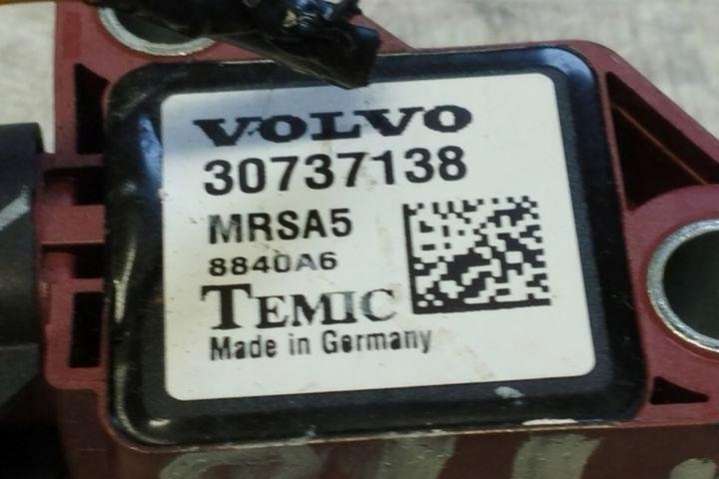 VOLVO
30737138
MRSA5
8840A6
TEMIC
Made in Germany